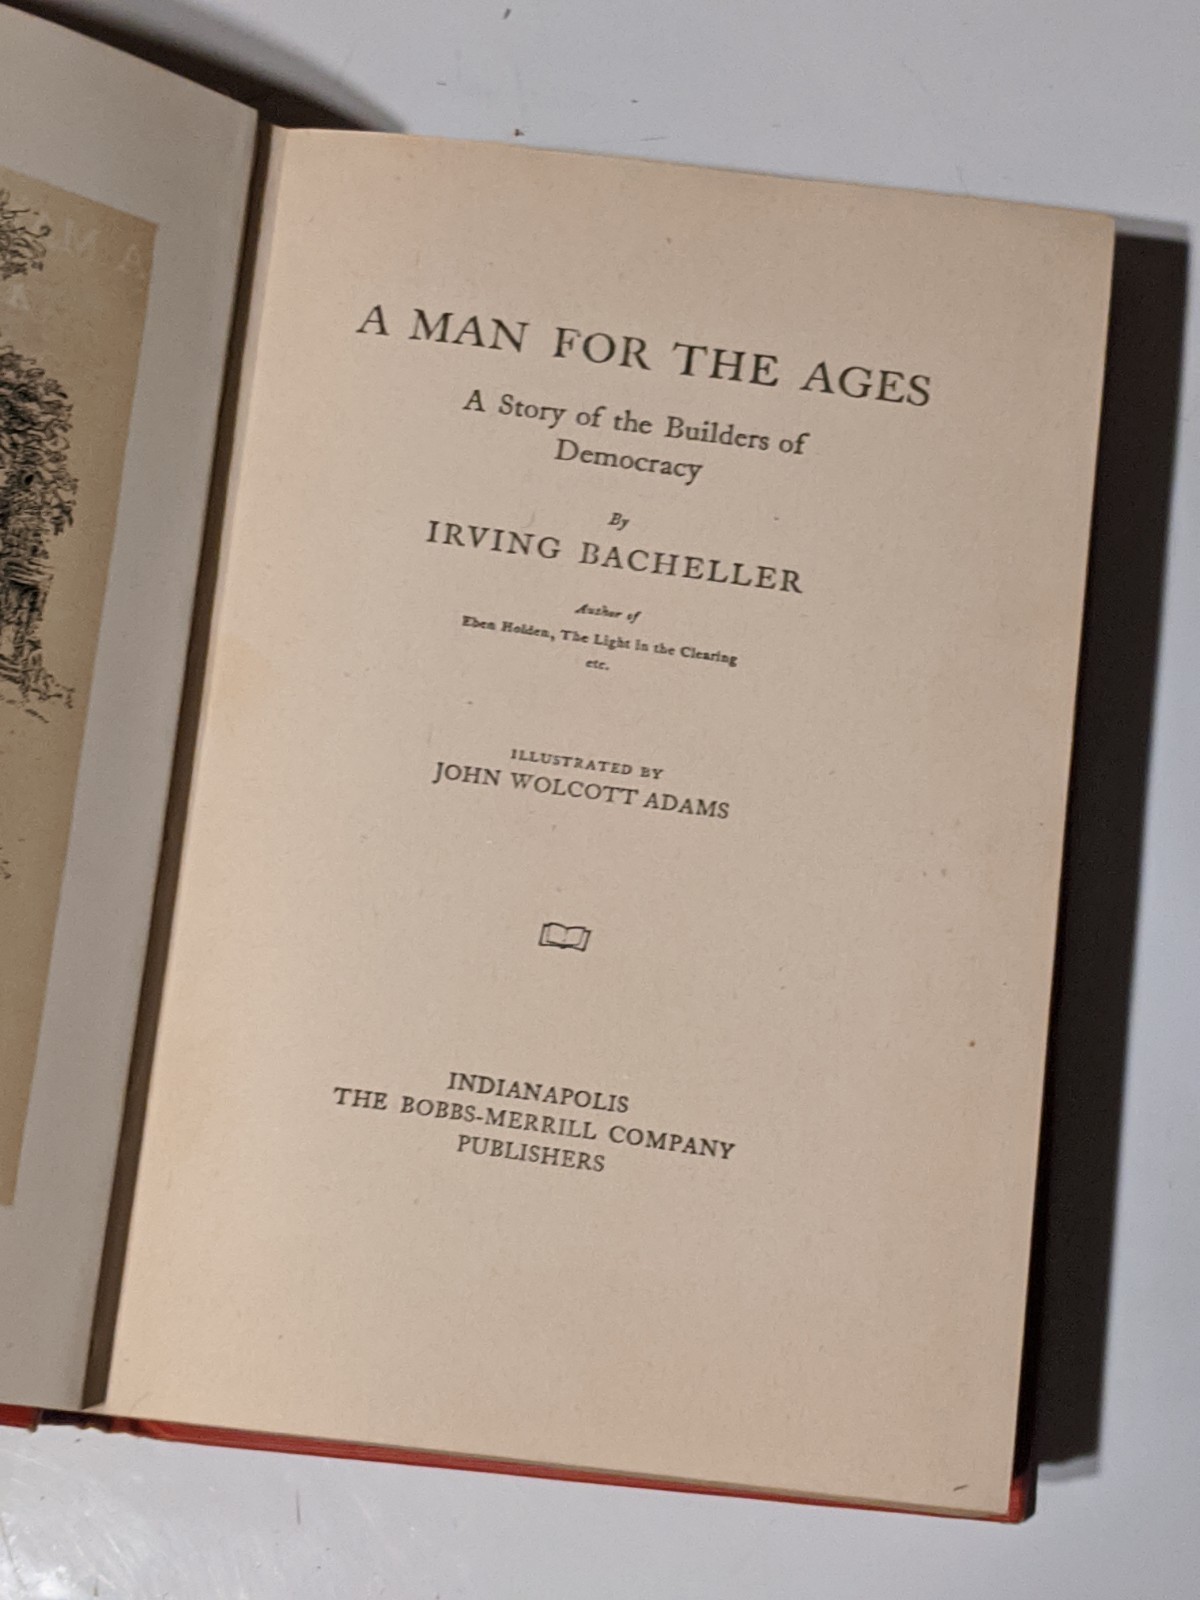 A MAN FOR THE AGES
A Story of the Builders of
Democracy
By
IRVING BACHELLER
Author of
Eben Holden, The Light in the Clearing
etc.
ILLUSTRATED BY
JOHN WOLCOTT ADAMS
INDIANAPOLIS
THE BOBBS-MERRILL COMPANY
PUBLISHERS